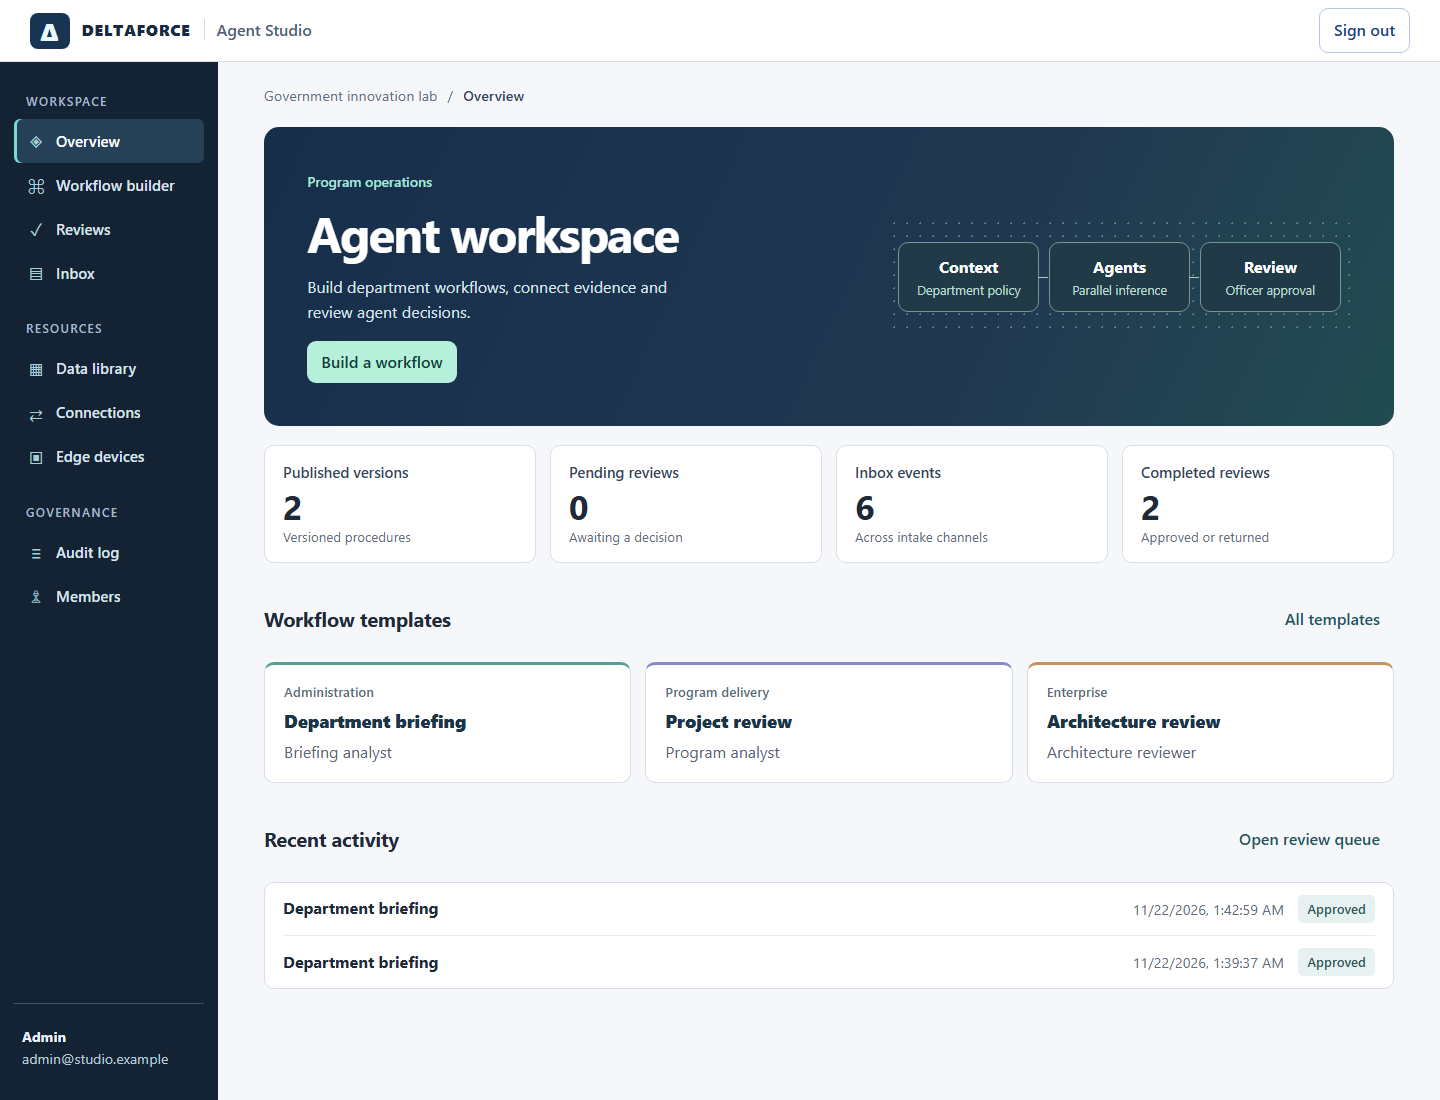 Δ DELTAFORCE Agent Studio
Sign out
WORKSPACE
Overview
Workflow builder
Reviews
Inbox
RESOURCES
Data library
Connections
Edge devices
GOVERNANCE
Audit log
Members
Admin
admin@studio.example
Government innovation lab / Overview
Program operations
Agent workspace
Build department workflows, connect evidence and
review agent decisions.
Build a workflow
Context
Department policy
Agents
Parallel inference
Review
Officer approval
Published versions
2
Versioned procedures
Pending reviews
0
Awaiting a decision
Inbox events
6
Across intake channels
Completed reviews
2
Approved or returned
Workflow templates
All templates
Administration
Department briefing
Briefing analyst
Program delivery
Project review
Program analyst
Enterprise
Architecture review
Architecture reviewer
Recent activity
Open review queue
Department briefing 11/22/2026, 1:42:59 AM Approved
Department briefing 11/22/2026, 1:39:37 AM Approved